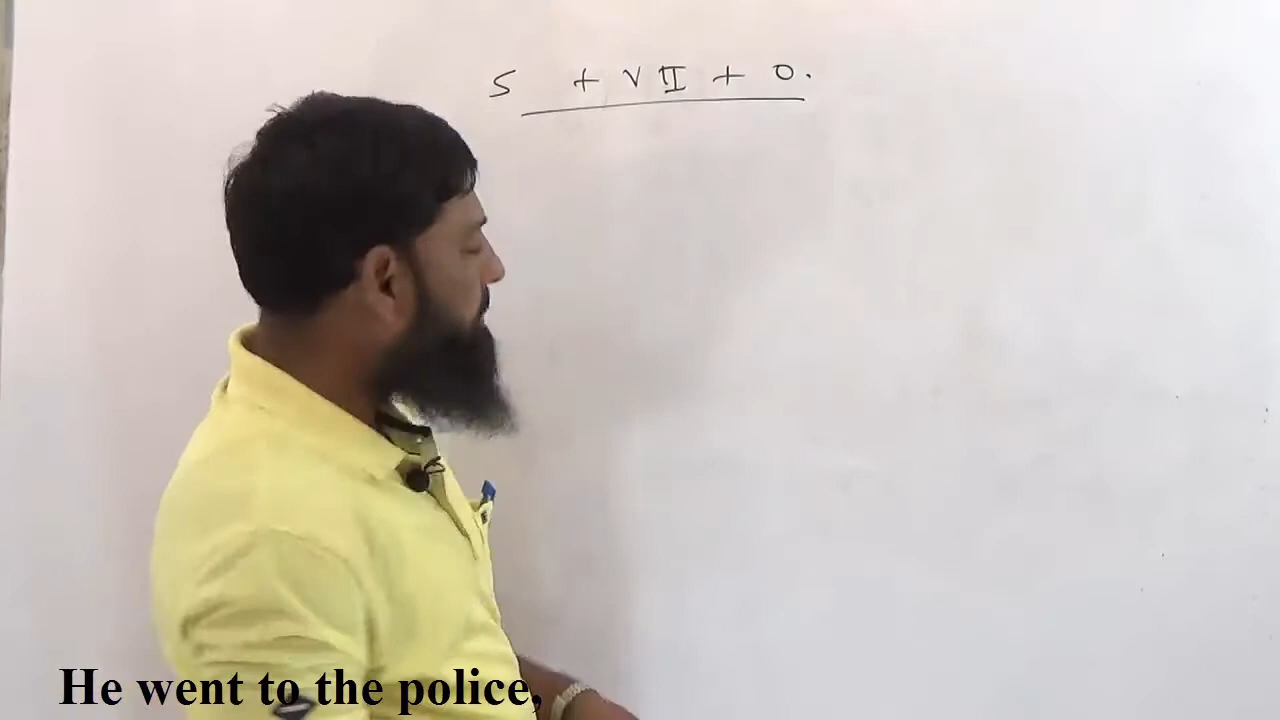 S + V II + O.
He went to the police,